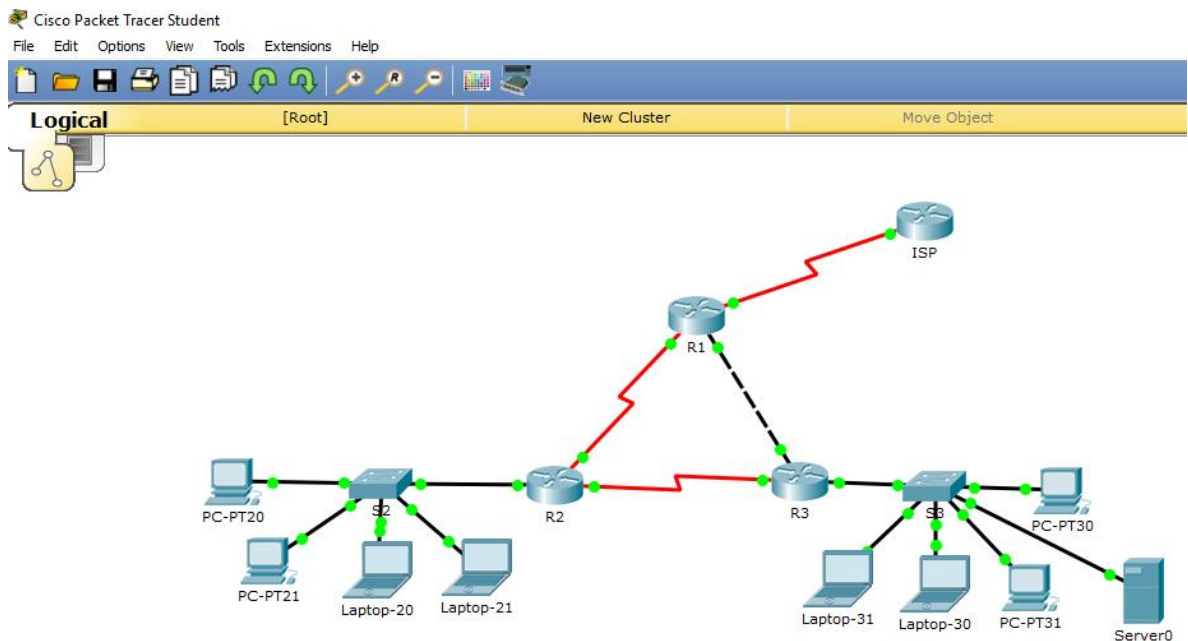 Cisco Packet Tracer Student
File Edit Options View Tools Extensions Help
R
Logical [Root] New Cluster Move Object
ISP
R1
PC-PT20 S2 R2 R3 S3 PC-PT30
PC-PT21 Laptop-20 Laptop-21 Laptop-31 Laptop-30 PC-PT31 Server0